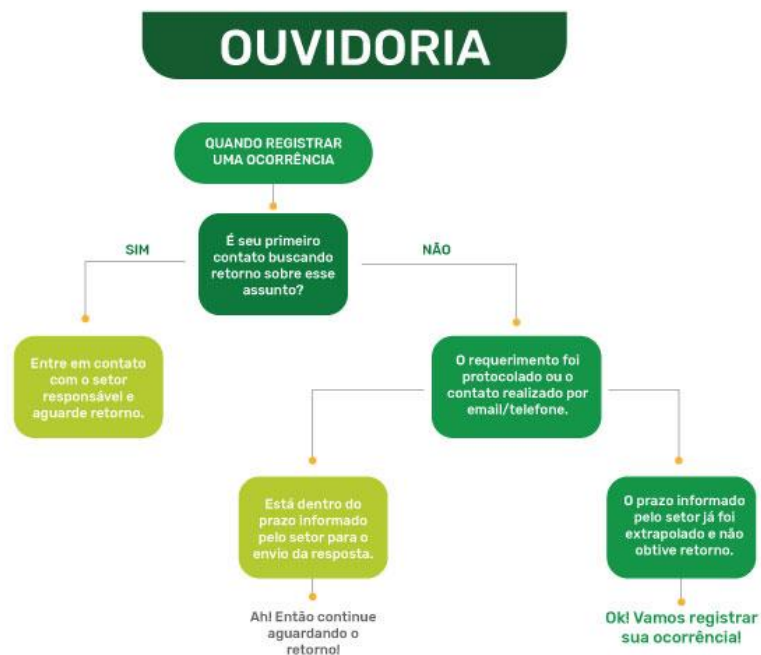 OUVIDORIA
QUANDO REGISTRAR
UMA OCORRÊNCIA
SIM
É seu primeiro
contato buscando
retorno sobre esse
assunto?
NÃO
Entre em contato
com o setor
responsável e
aguarde retorno.
O requerimento foi
protocolado ou o
contato realizado por
email/telefone.
Está dentro do
prazo informado
pelo setor para o
envio da resposta.
O prazo informado
pelo setor já foi
extrapolado e não
obtive retorno.
Ah! Então continue
aguardando o
retorno!
Ok! Vamos registrar
sua ocorrência!